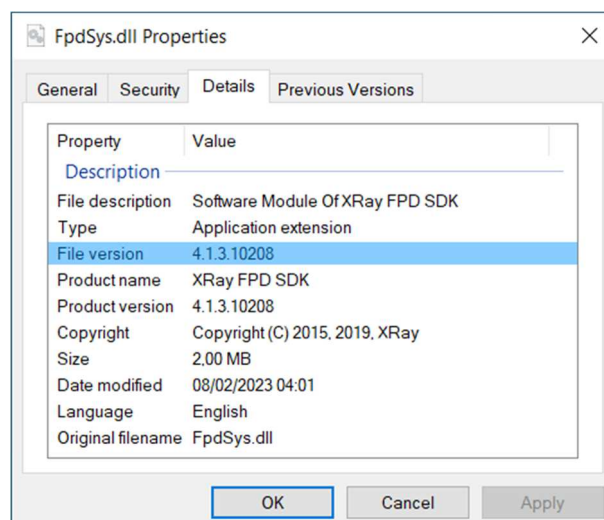 FpdSys.dll Properties
General Security Details Previous Versions
Property Value
Description
File description Software Module Of XRay FPD SDK
Type Application extension
File version 4.1.3.10208
Product name XRay FPD SDK
Product version 4.1.3.10208
Copyright Copyright (C) 2015, 2019, XRay
Size 2,00 MB
Date modified 08/02/2023 04:01
Language English
Original filename FpdSys.dll
OK Cancel Apply